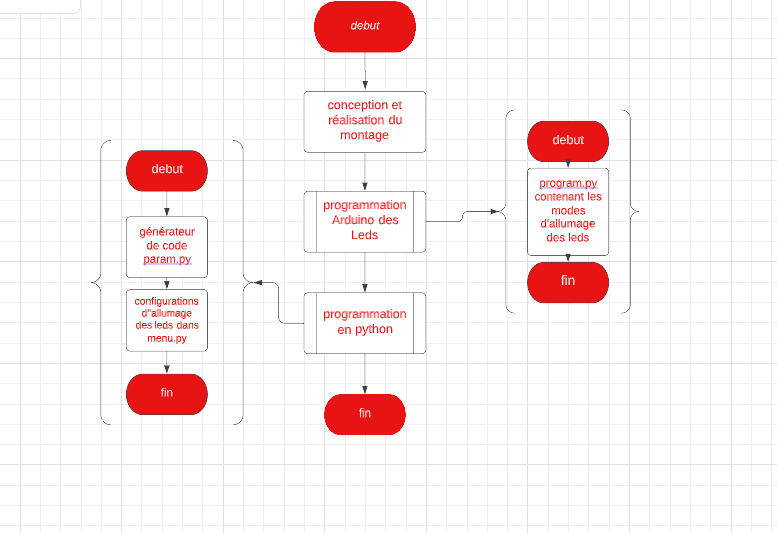 debut
conception et
réalisation du
montage
programmation
Arduino des
Leds
programmation
en python
fin
debut
program.py
contenant les
modes
d'allumage
des leds
fin
debut
générateur
de code
param.py
configurations
d"allumage
des leds dans
menu.py
fin